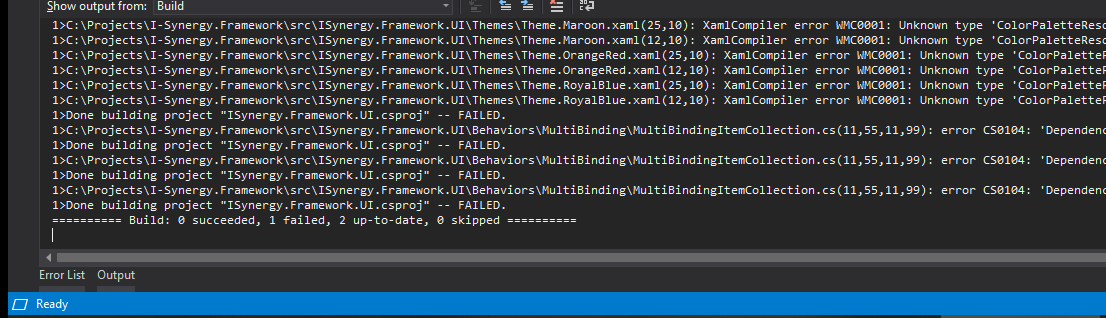 Show output from: Build
1>C:\Projects\I-Synergy.Framework\src\ISynergy.Framework.UI\Themes\Theme.Maroon.xaml(25,10): XamlCompiler error WMC0001: Unknown type 'ColorPaletteReso
1>C:\Projects\I-Synergy.Framework\src\ISynergy.Framework.UI\Themes\Theme.Maroon.xaml(12,10): XamlCompiler error WMC0001: Unknown type 'ColorPaletteReso
1>C:\Projects\I-Synergy.Framework\src\ISynergy.Framework.UI\Themes\Theme.OrangeRed.xaml(25,10): XamlCompiler error WMC0001: Unknown type 'ColorPaletteR
1>C:\Projects\I-Synergy.Framework\src\ISynergy.Framework.UI\Themes\Theme.OrangeRed.xaml(12,10): XamlCompiler error WMC0001: Unknown type 'ColorPaletteR
1>C:\Projects\I-Synergy.Framework\src\ISynergy.Framework.UI\Themes\Theme.RoyalBlue.xaml(25,10): XamlCompiler error WMC0001: Unknown type 'ColorPaletteR
1>C:\Projects\I-Synergy.Framework\src\ISynergy.Framework.UI\Themes\Theme.RoyalBlue.xaml(12,10): XamlCompiler error WMC0001: Unknown type 'ColorPaletteR
1>Done building project "ISynergy.Framework.UI.csproj" -- FAILED.
1>C:\Projects\I-Synergy.Framework\src\ISynergy.Framework.UI\Behaviors\MultiBinding\MultiBindingItemCollection.cs(11,55,11,99): error CS0104: 'Dependenc
1>Done building project "ISynergy.Framework.UI.csproj" -- FAILED.
1>C:\Projects\I-Synergy.Framework\src\ISynergy.Framework.UI\Behaviors\MultiBinding\MultiBindingItemCollection.cs(11,55,11,99): error CS0104: 'Dependenc
1>Done building project "ISynergy.Framework.UI.csproj" -- FAILED.
1>C:\Projects\I-Synergy.Framework\src\ISynergy.Framework.UI\Behaviors\MultiBinding\MultiBindingItemCollection.cs(11,55,11,99): error CS0104: 'Dependenc
1>Done building project "ISynergy.Framework.UI.csproj" -- FAILED.
========== Build: 0 succeeded, 1 failed, 2 up-to-date, 0 skipped ==========
Error List Output
Ready